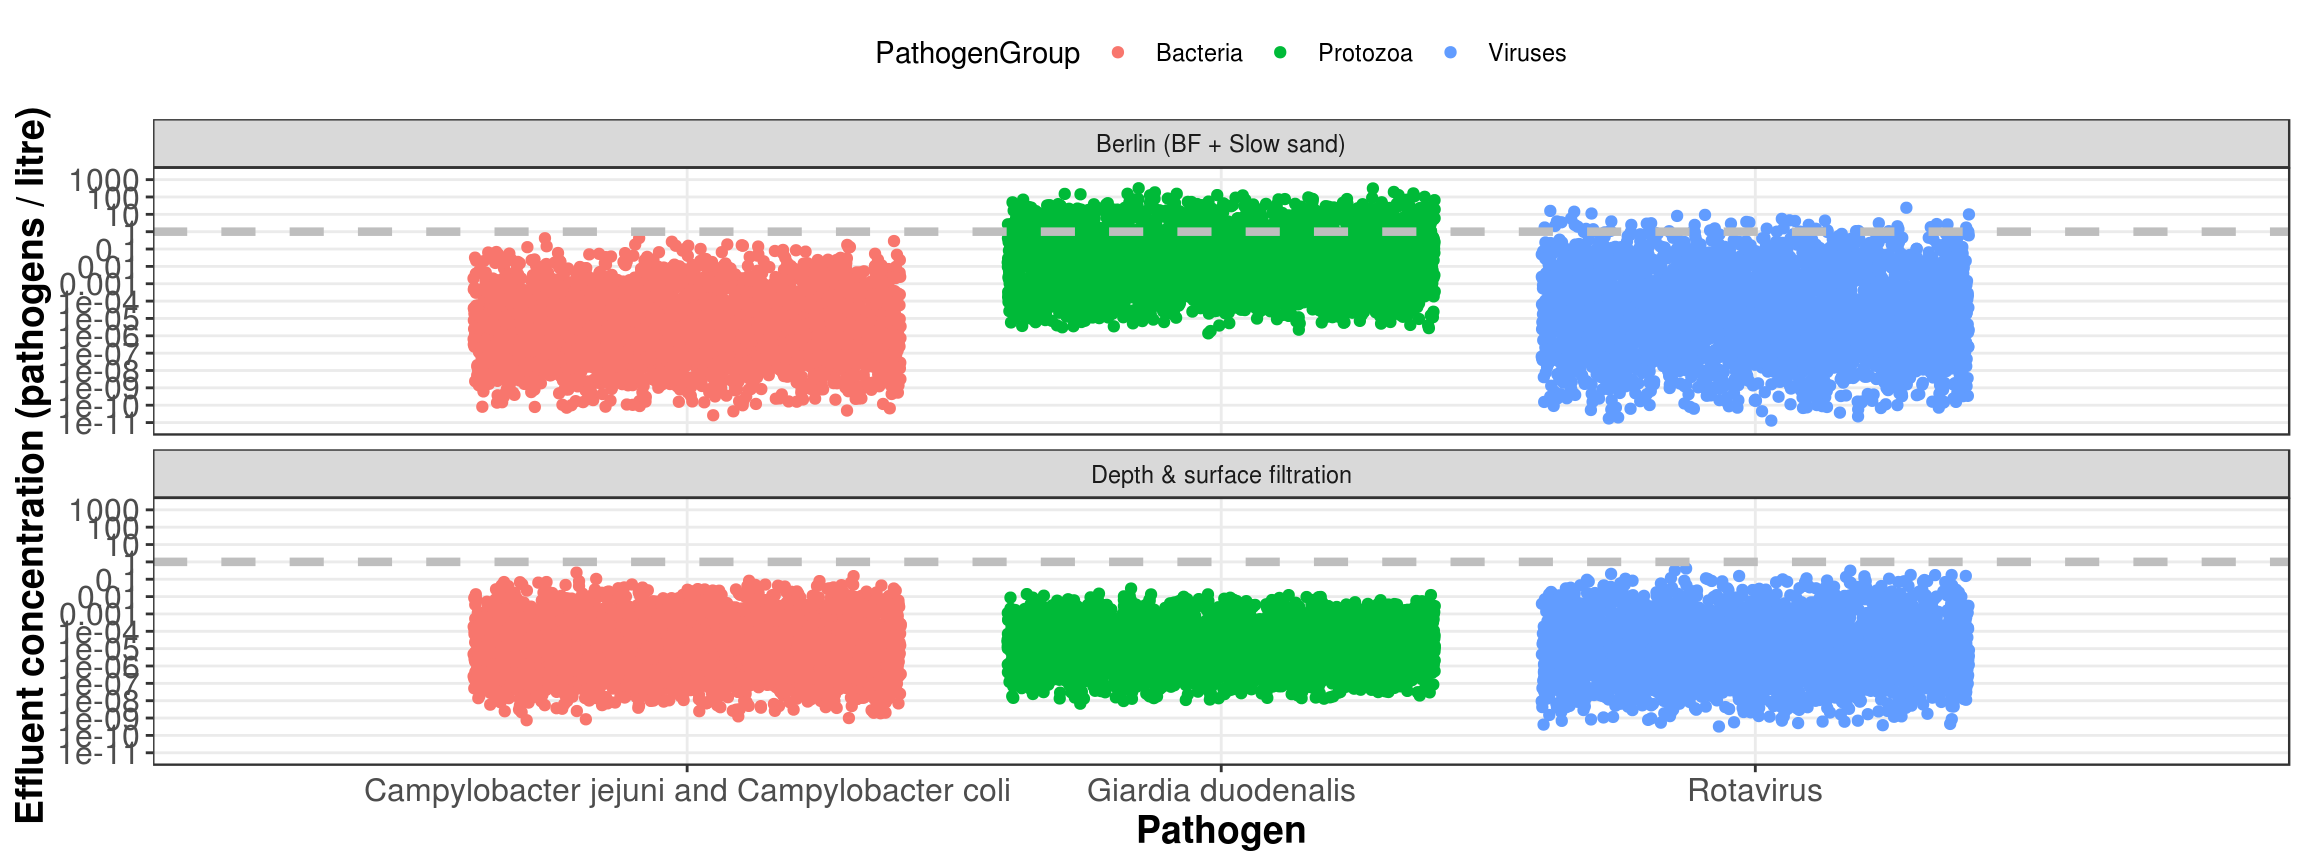 PathogenGroup Bacteria Protozoa Viruses
Effluent concentration (pathogens / litre)
Berlin (BF + Slow sand)
1000
100
10
1
0.1
0.01
0.001
1e-04
1e-05
1e-06
1e-07
1e-08
1e-09
1e-10
1e-11
Depth & surface filtration
1000
100
10
1
0.1
0.01
0.001
1e-04
1e-05
1e-06
1e-07
1e-08
1e-09
1e-10
1e-11
Campylobacter jejuni and Campylobacter coli Giardia duodenalis Rotavirus
Pathogen